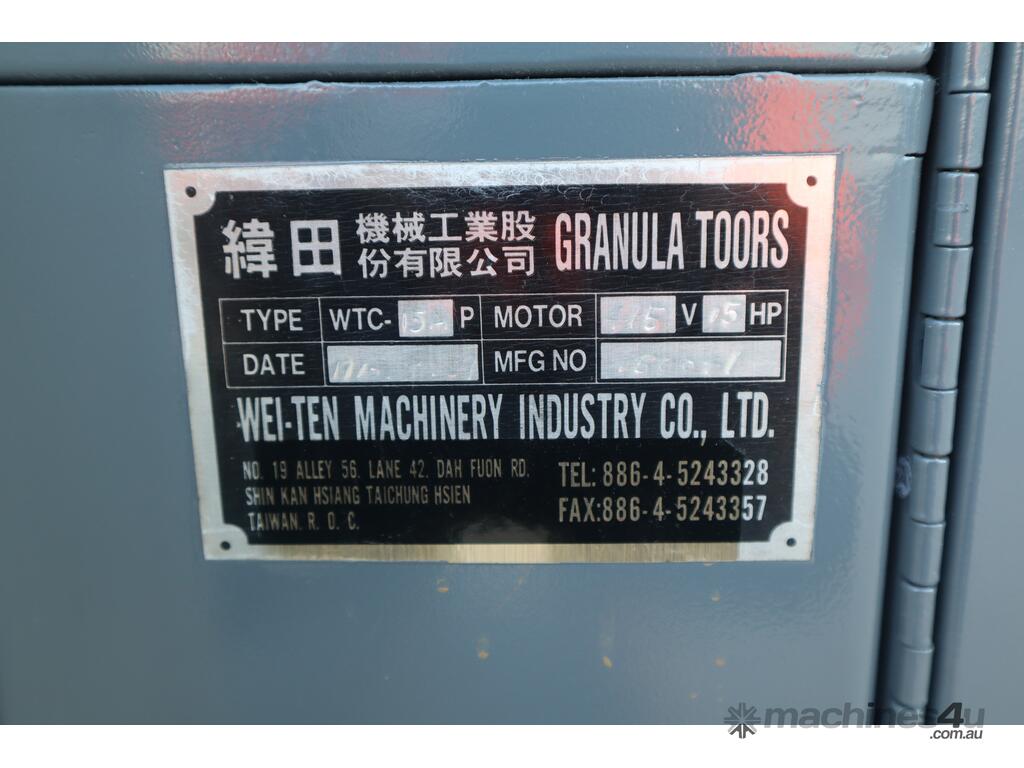 緯田 機械工業股份有限公司 GRANULA TOORS
TYPE WTC- P MOTOR V 15 HP
DATE MFG NO
WEI-TEN MACHINERY INDUSTRY CO., LTD.
NO. 19 ALLEY 56. LANE 42. DAH FUON RD.
SHIN KAN HSIANG TAICHUNG HSIEN
TAIWAN. R. O. C.
TEL: 886-4-5243328
FAX:886-4-5243357
machines4u
.com.au